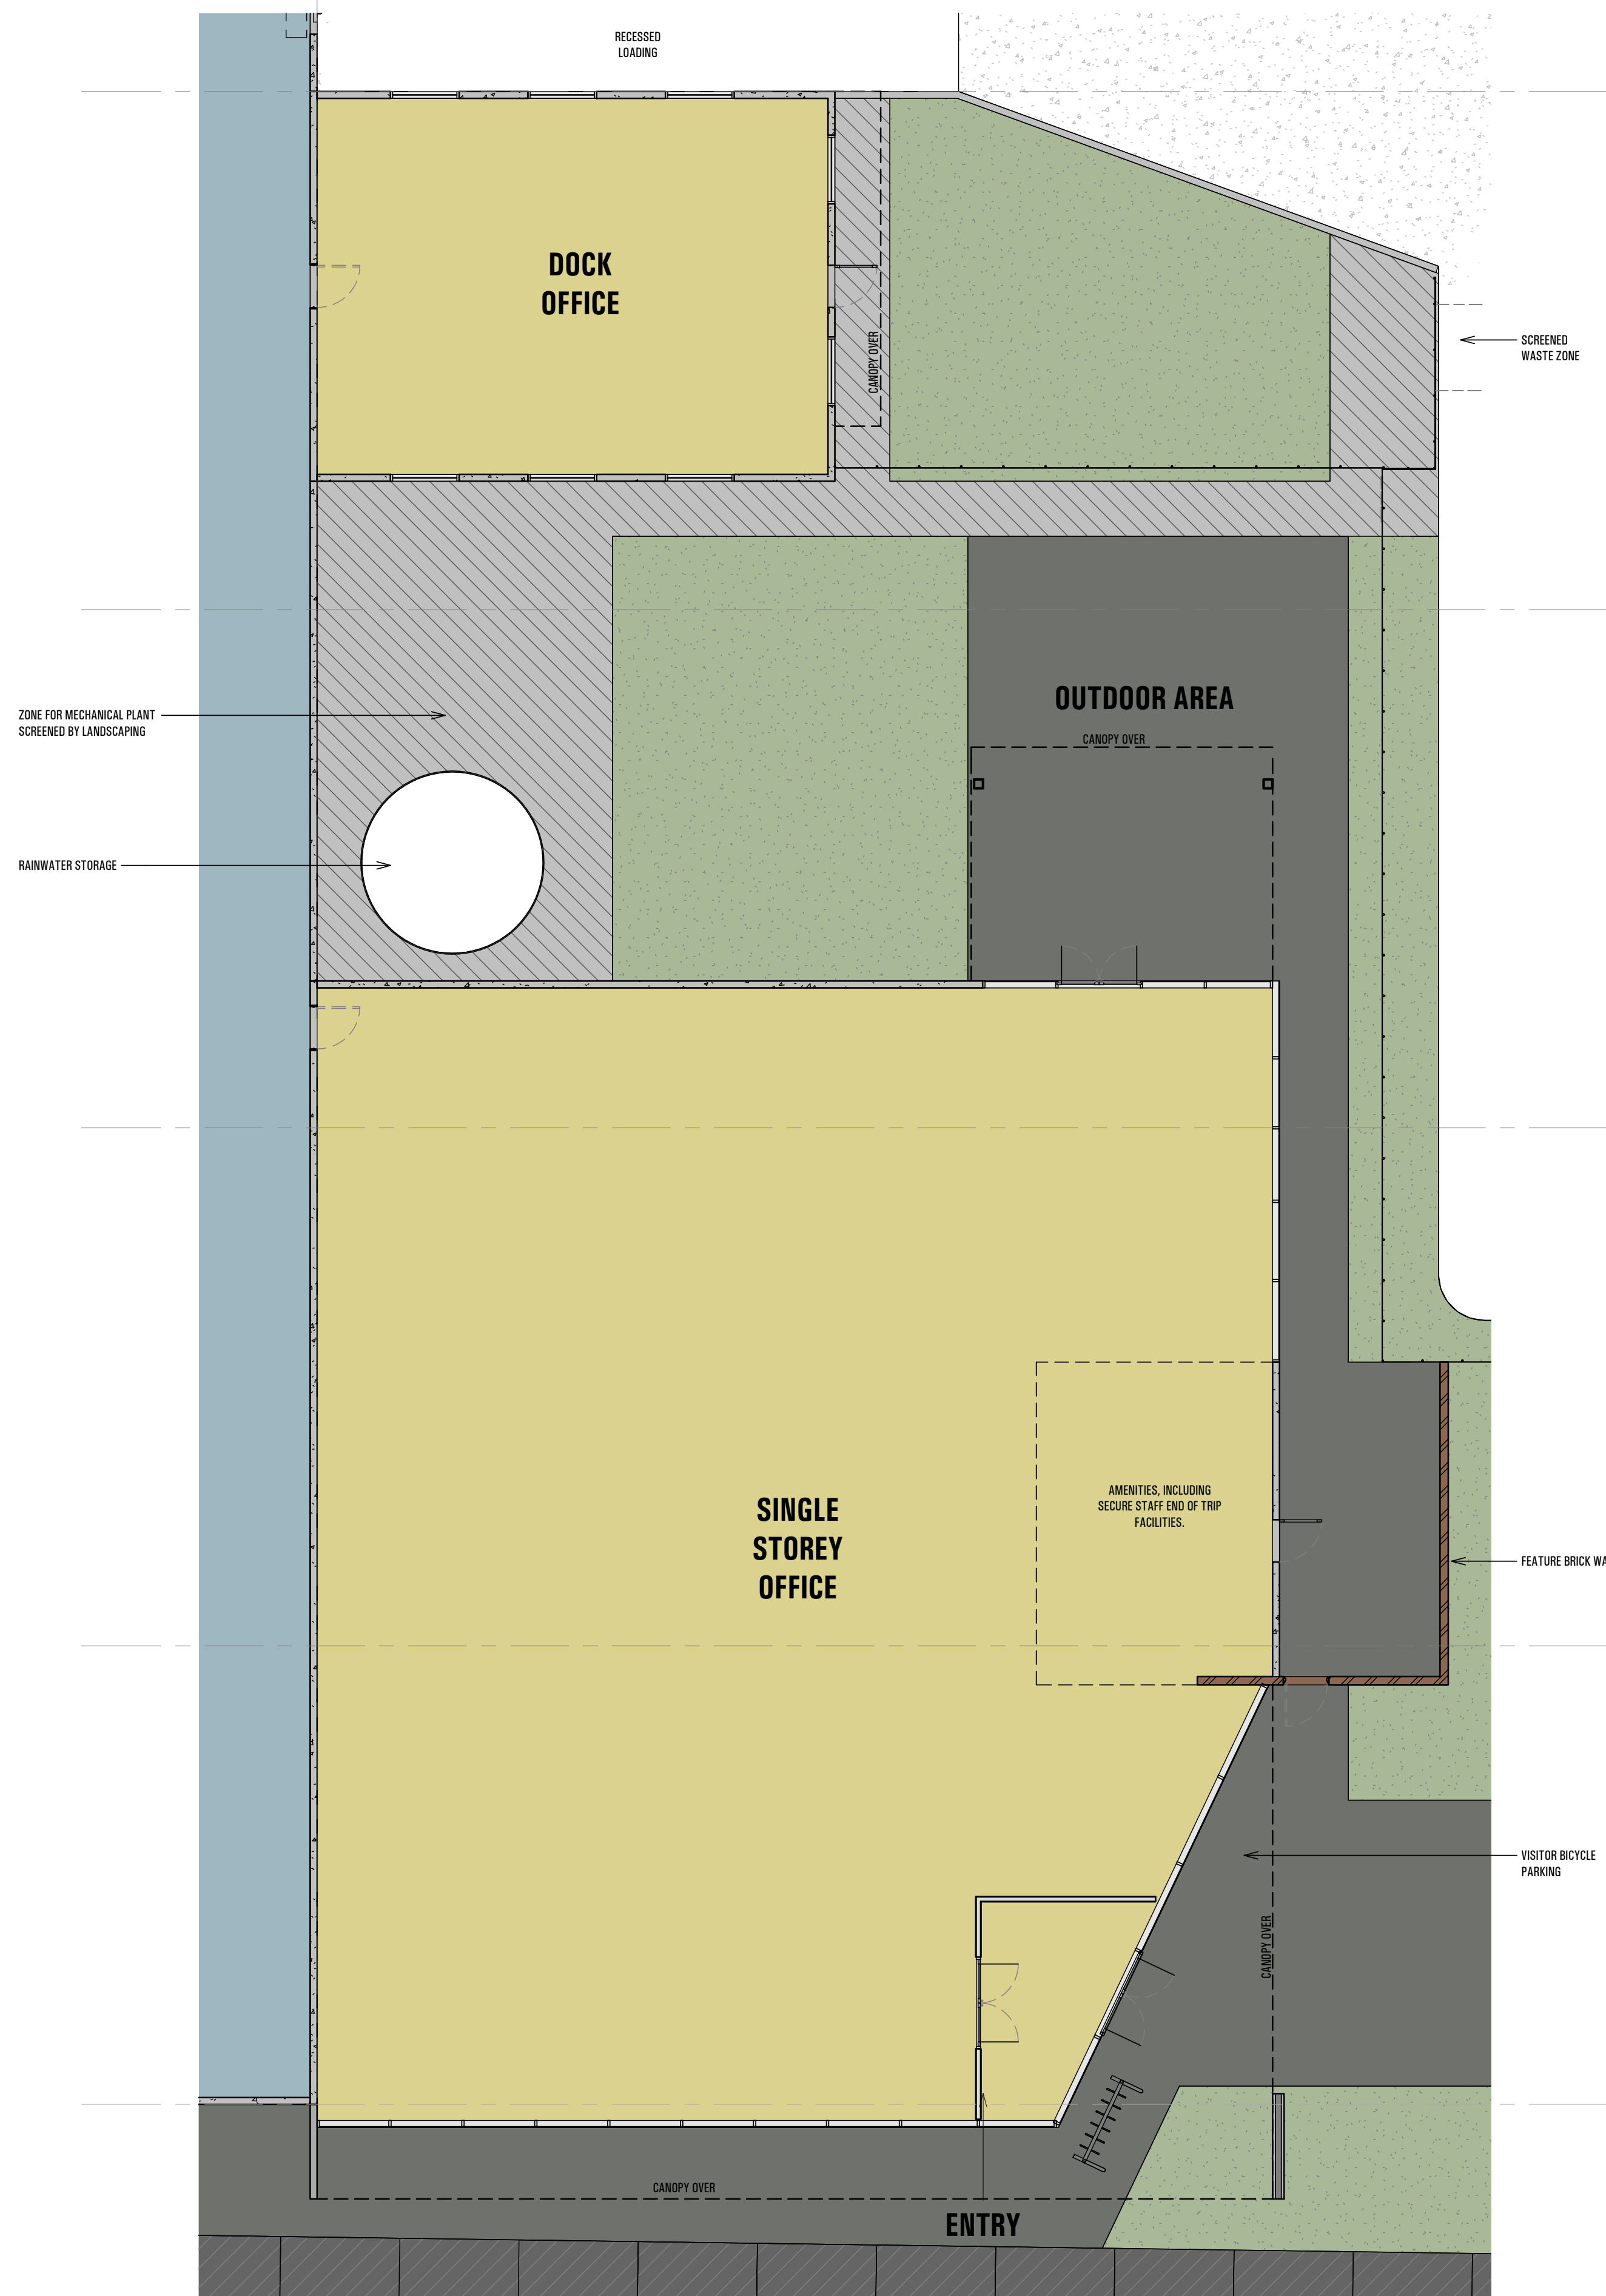 RECESSED
LOADING
DOCK
OFFICE
CANOPY OVER
SCREENED
WASTE ZONE
OUTDOOR AREA
CANOPY OVER
ZONE FOR MECHANICAL PLANT
SCREENED BY LANDSCAPING
RAINWATER STORAGE
AMENITIES, INCLUDING
SECURE STAFF END OF TRIP
FACILITIES.
SINGLE
STOREY
OFFICE
FEATURE BRICK WA
VISITOR BICYCLE
PARKING
CANOPY OVER
CANOPY OVER
ENTRY